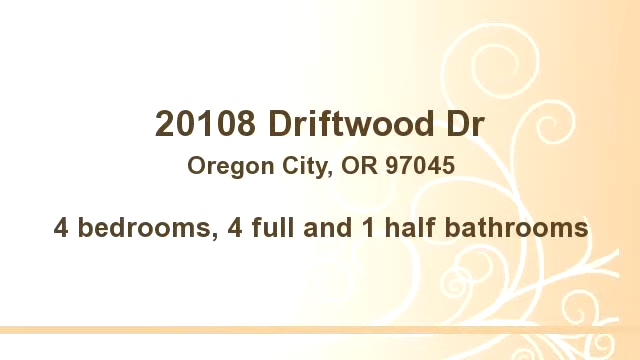 20108 Driftwood Dr
Oregon City, OR 97045
4 bedrooms, 4 full and 1 half bathrooms